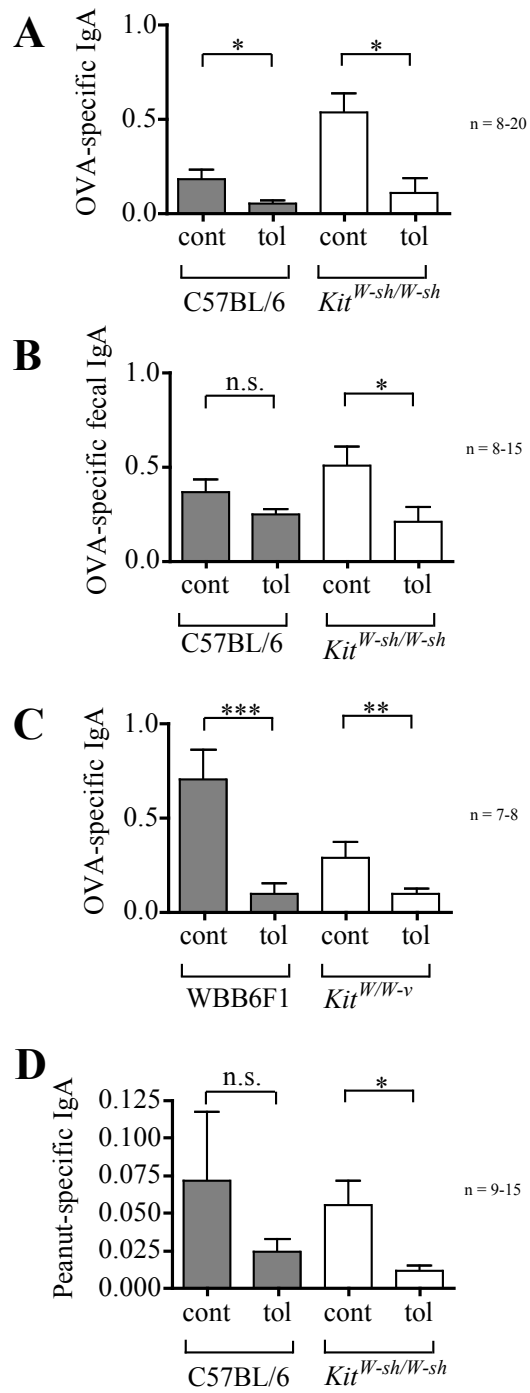 A
OVA-specific IgA
1.0
0.5
0.0
*
*
n = 8-20
cont tol cont tol
C57BL/6 Kit^W-sh/W-sh
B
OVA-specific fecal IgA
1.0
0.5
0.0
n.s.
*
n = 8-15
cont tol cont tol
C57BL/6 Kit^W-sh/W-sh
C
OVA-specific IgA
1.0
0.5
0.0
***
**
n = 7-8
cont tol cont tol
WBB6F1 Kit^W/W-v
D
Peanut-specific IgA
0.125
0.100
0.075
0.050
0.025
0.000
n.s.
*
n = 9-15
cont tol cont tol
C57BL/6 Kit^W-sh/W-sh